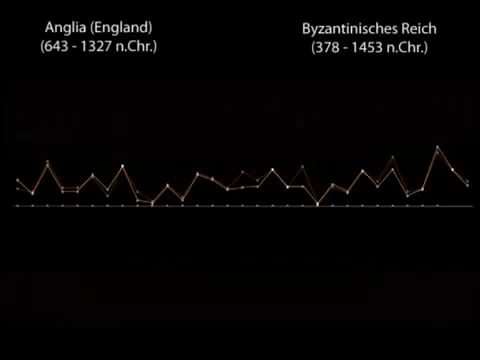 Anglia (England)
(643 - 1327 n.Chr.)
Byzantinisches Reich
(378 - 1453 n.Chr.)